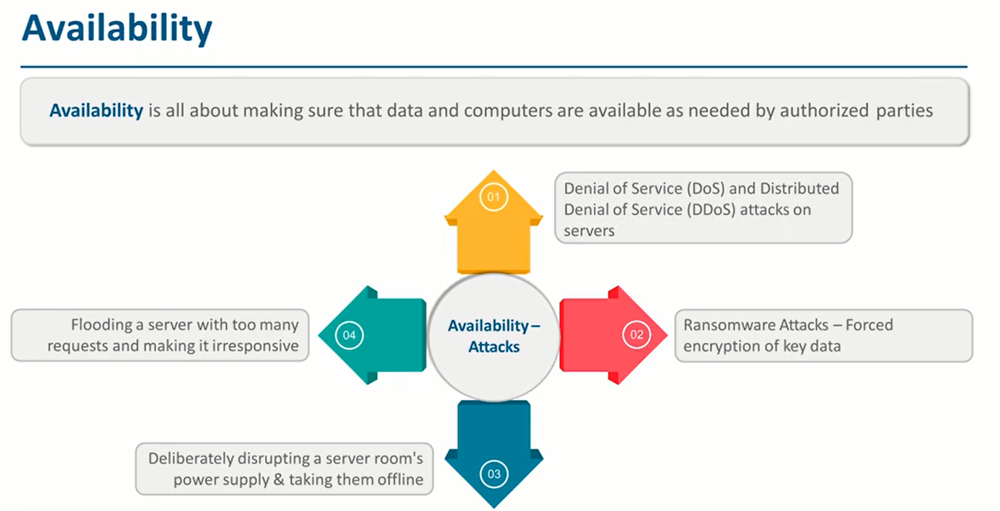 Availability
Availability is all about making sure that data and computers are available as needed by authorized parties
01
Denial of Service (DoS) and Distributed
Denial of Service (DDoS) attacks on
servers
Availability –
Attacks
02
Ransomware Attacks – Forced
encryption of key data
03
Deliberately disrupting a server room's
power supply & taking them offline
04
Flooding a server with too many
requests and making it irresponsive